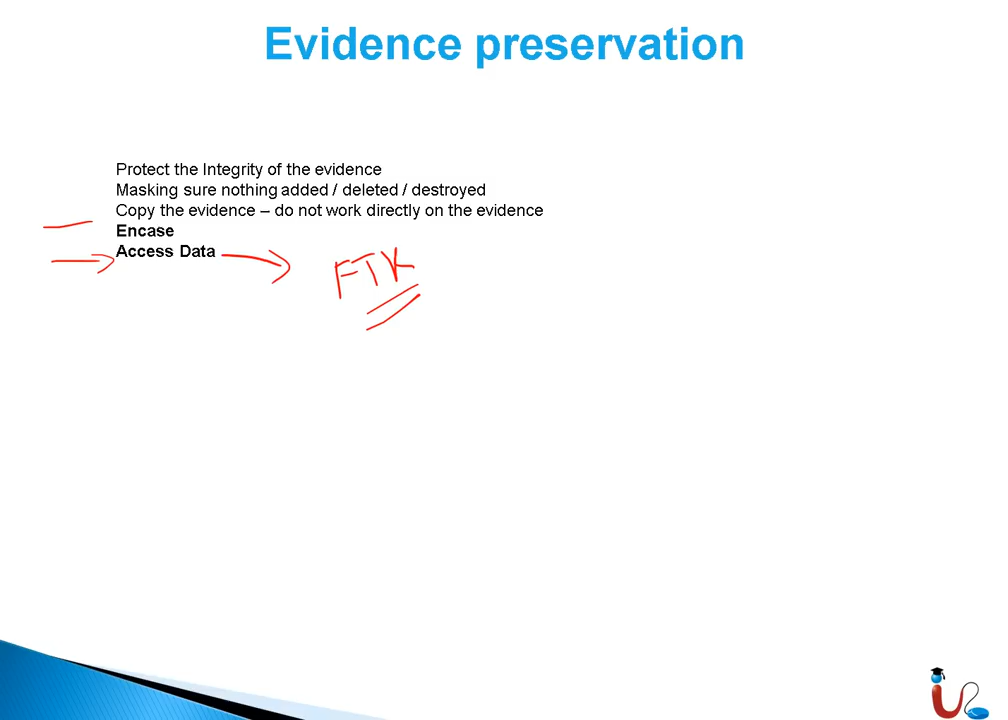 Evidence preservation
Protect the Integrity of the evidence
Masking sure nothing added / deleted / destroyed
Copy the evidence – do not work directly on the evidence
Encase
Access Data
FTK